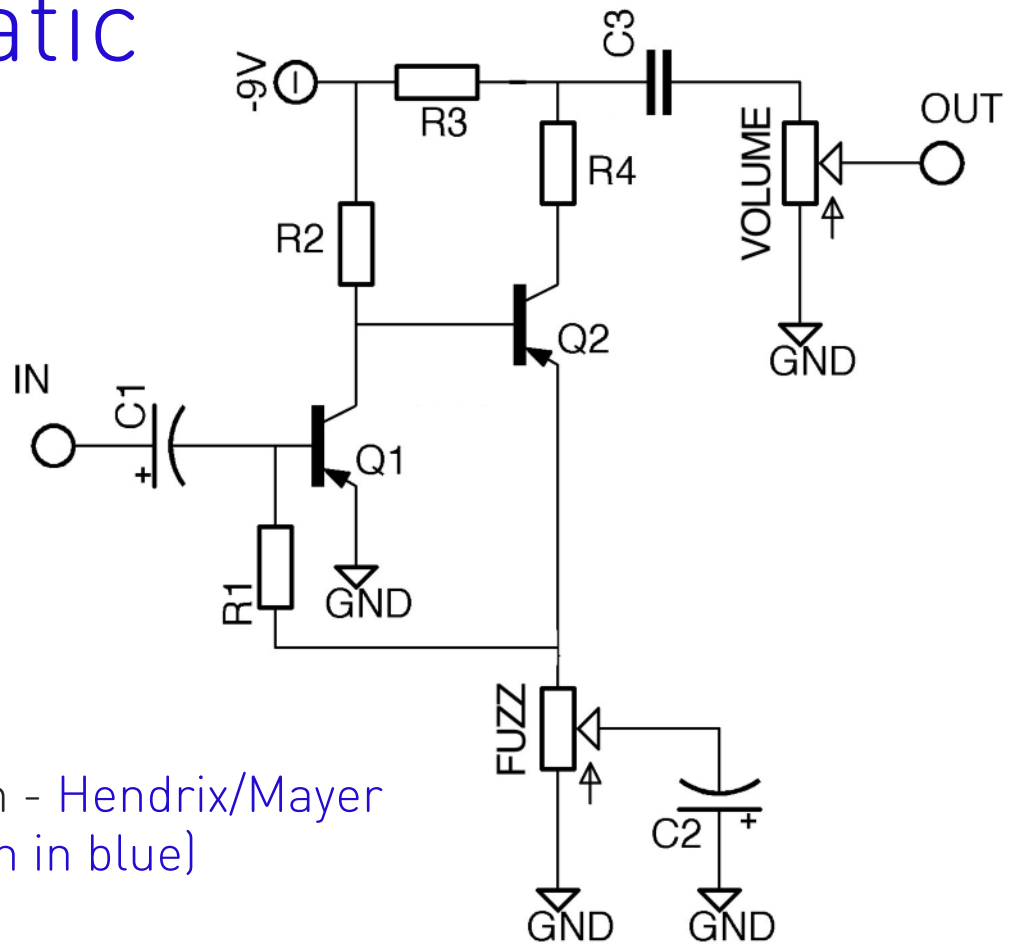 atic
-9V
R3
C3
OUT
R4
VOLUME
R2
Q2
GND
IN
C1
+
Q1
R1
GND
FUZZ
n - Hendrix/Mayer
n in blue)
C2
+
GND
GND